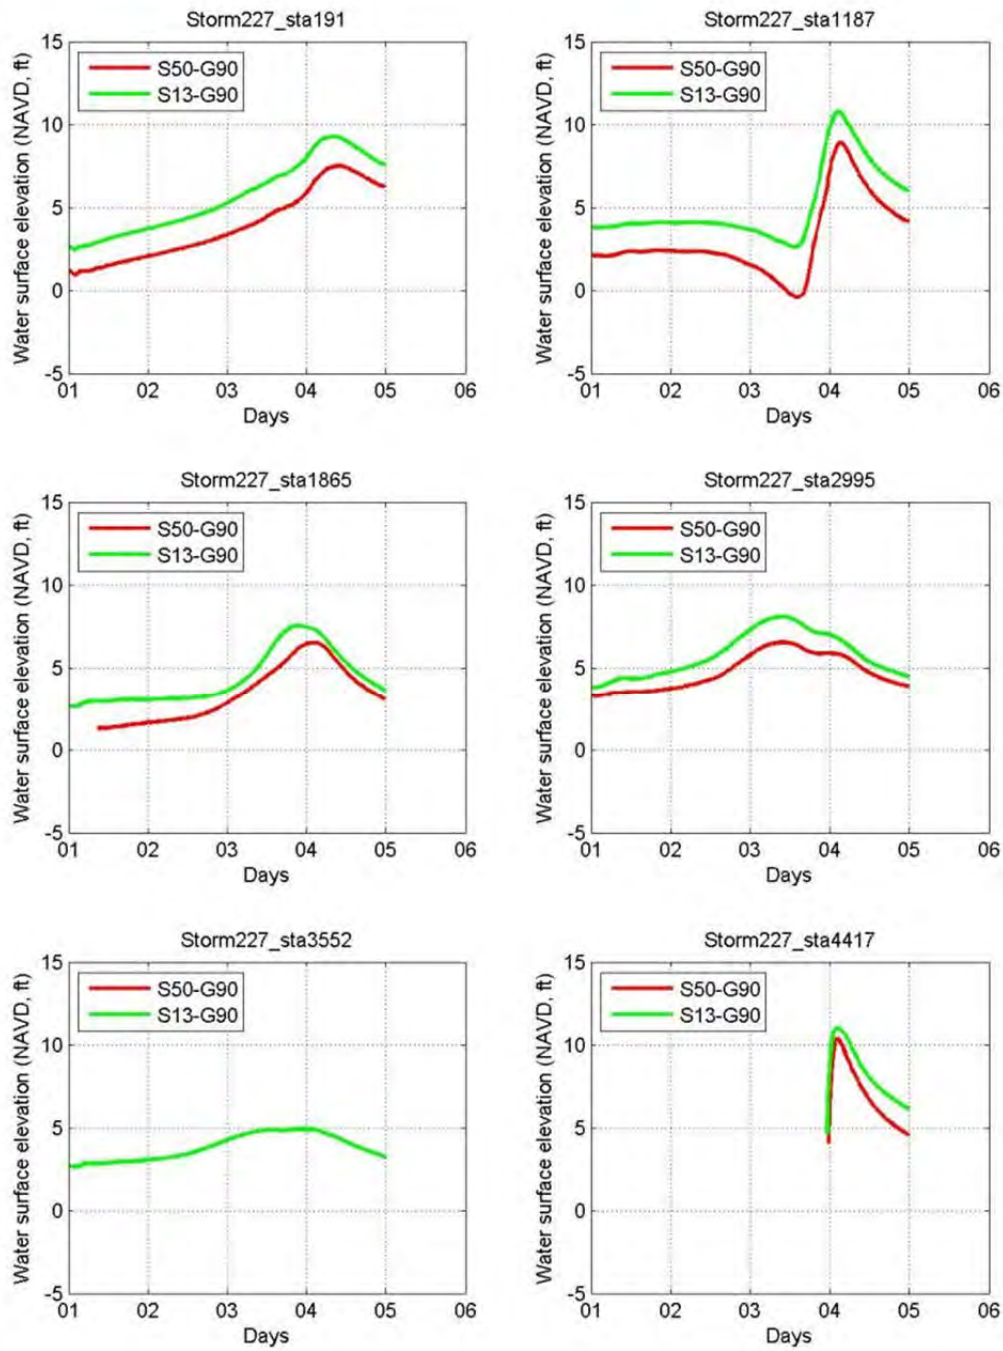 Storm227_sta191
Water surface elevation (NAVD, ft)
15
10
5
0
-5
S50-G90
S13-G90
01 02 03 04 05 06
Days
Storm227_sta1187
Water surface elevation (NAVD, ft)
15
10
5
0
-5
S50-G90
S13-G90
01 02 03 04 05 06
Days
Storm227_sta1865
Water surface elevation (NAVD, ft)
15
10
5
0
-5
S50-G90
S13-G90
01 02 03 04 05 06
Days
Storm227_sta2995
Water surface elevation (NAVD, ft)
15
10
5
0
-5
S50-G90
S13-G90
01 02 03 04 05 06
Days
Storm227_sta3552
Water surface elevation (NAVD, ft)
15
10
5
0
-5
S50-G90
S13-G90
01 02 03 04 05 06
Days
Storm227_sta4417
Water surface elevation (NAVD, ft)
15
10
5
0
-5
S50-G90
S13-G90
01 02 03 04 05 06
Days